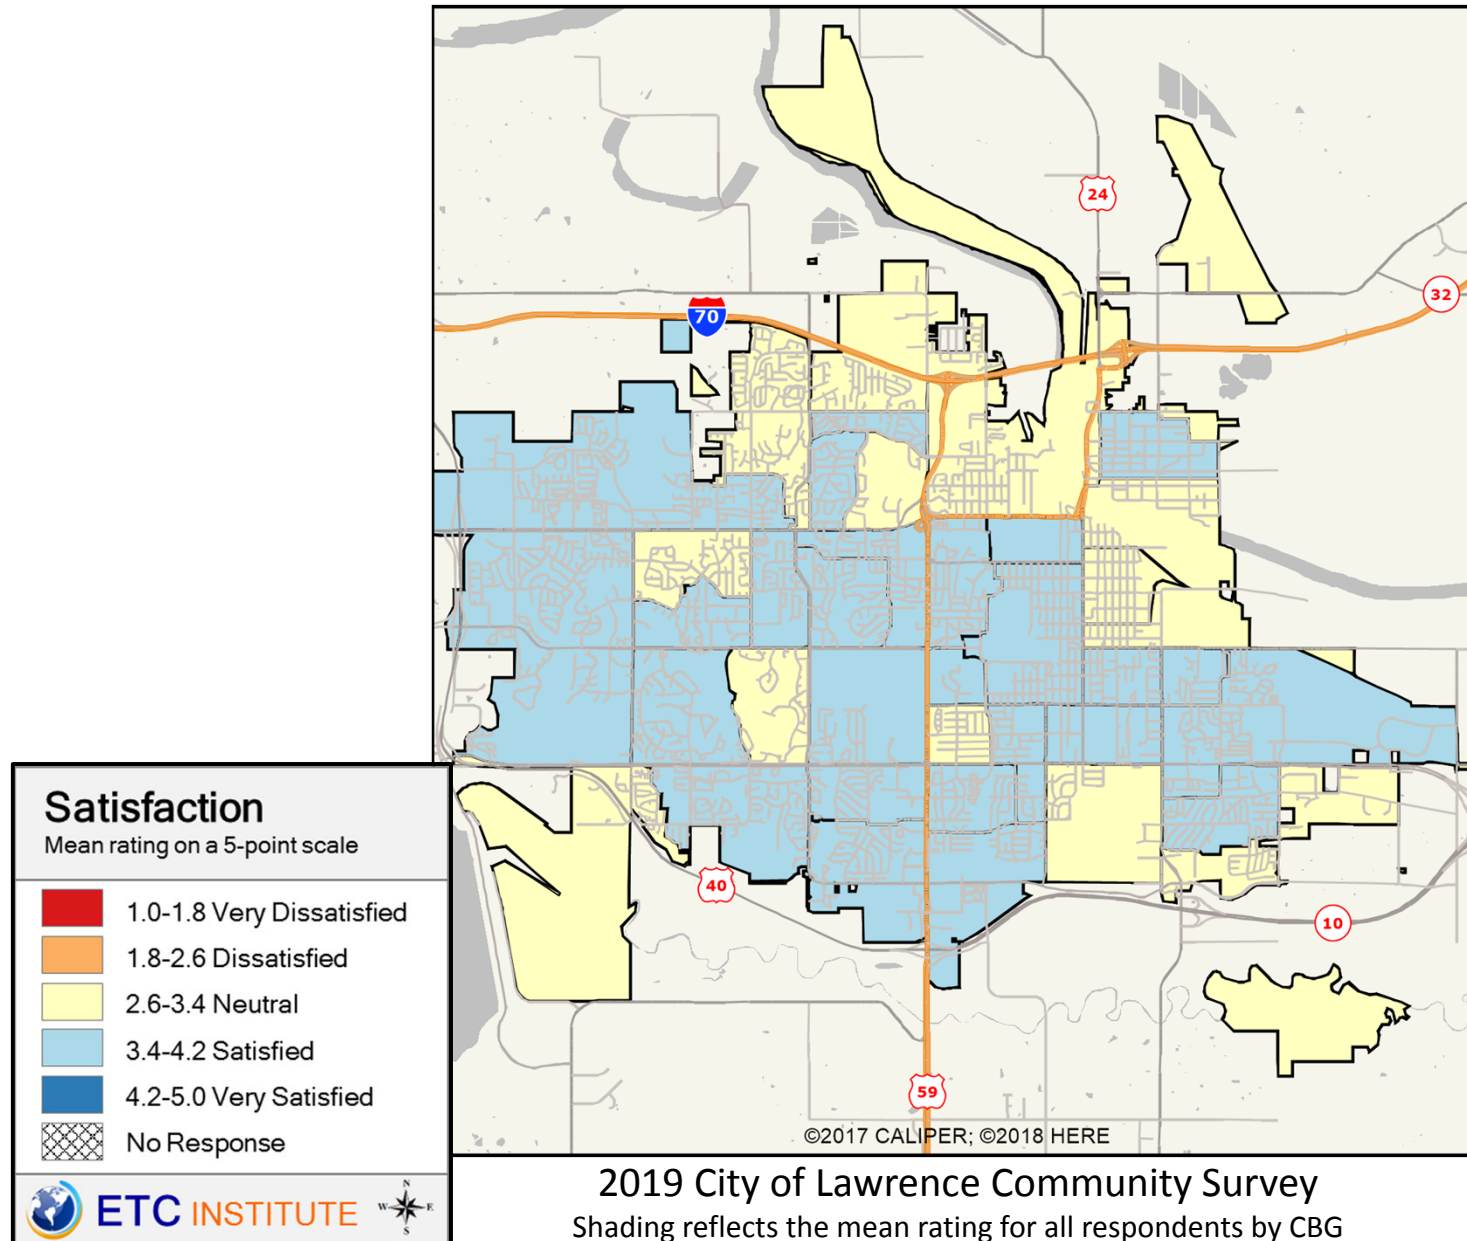 24
32
70
40
10
59
©2017 CALIPER; ©2018 HERE
Satisfaction
Mean rating on a 5-point scale
1.0-1.8 Very Dissatisfied
1.8-2.6 Dissatisfied
2.6-3.4 Neutral
3.4-4.2 Satisfied
4.2-5.0 Very Satisfied
No Response
ETC INSTITUTE
N
W E
S
2019 City of Lawrence Community Survey
Shading reflects the mean rating for all respondents by CBG